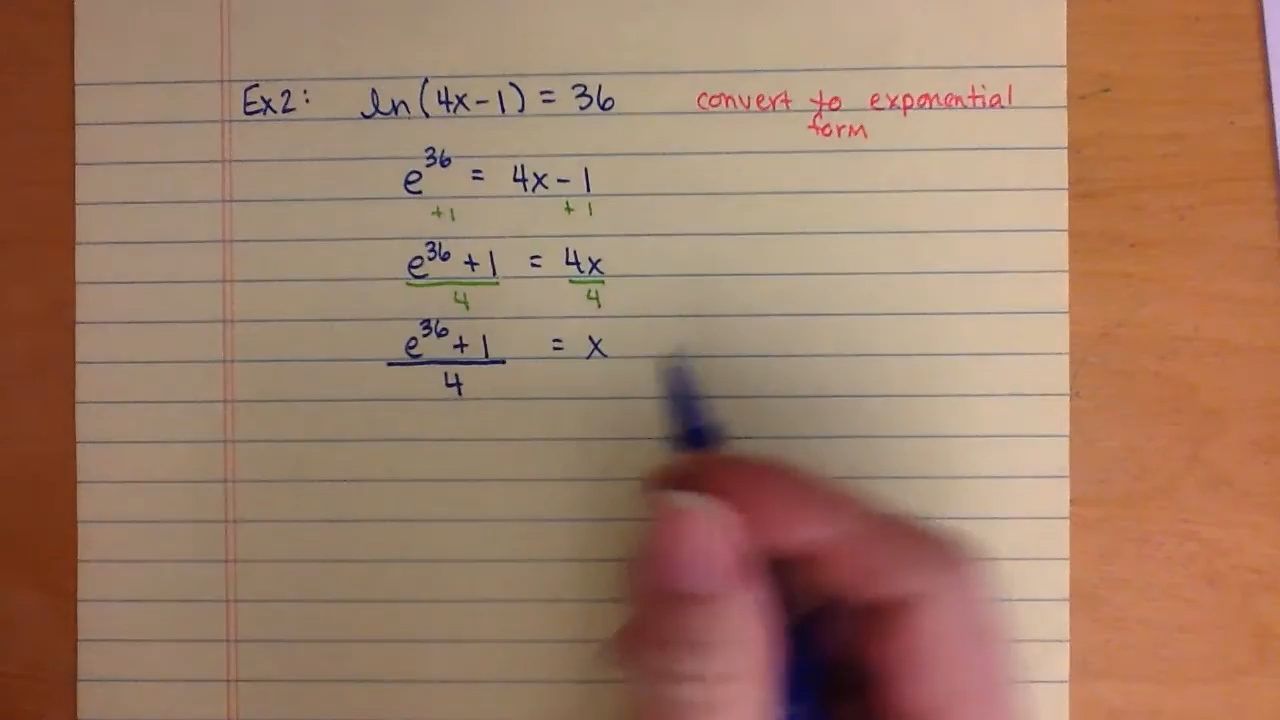 Ex2: ln(4x-1) = 36 convert to exponential
form
e^36 = 4x - 1
+1 +1
e^36 + 1 = 4x
4 4
e^36 + 1 = x
4